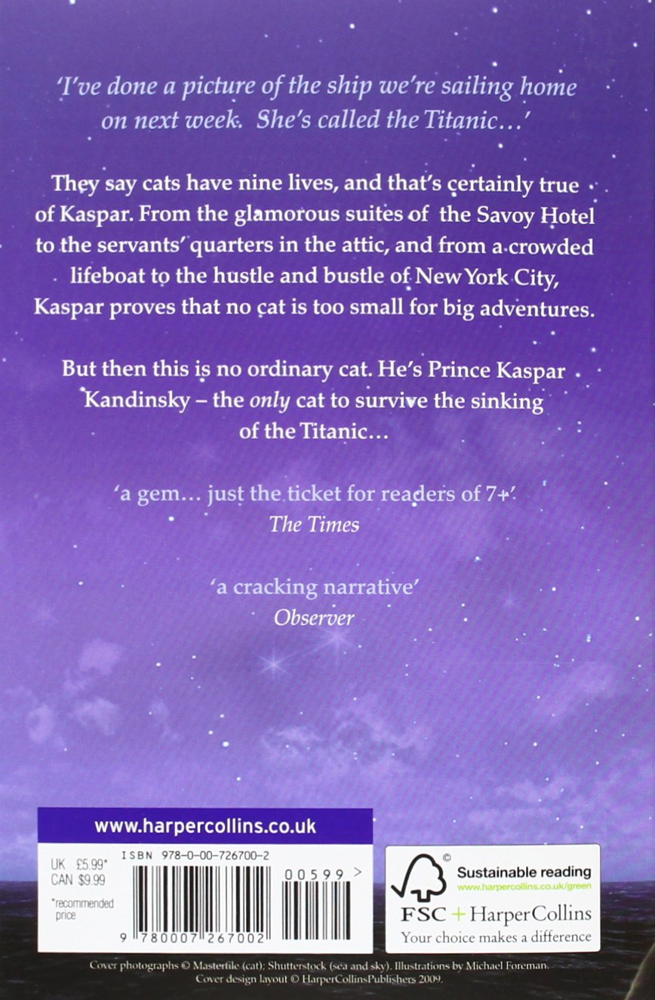 ‘I’ve done a picture of the ship we’re sailing home
on next week. She’s called the Titanic…’
They say cats have nine lives, and that’s certainly true
of Kaspar. From the glamorous suites of the Savoy Hotel
to the servants’ quarters in the attic, and from a crowded
lifeboat to the hustle and bustle of New York City,
Kaspar proves that no cat is too small for big adventures.
But then this is no ordinary cat. He’s Prince Kaspar
Kandinsky – the only cat to survive the sinking
of the Titanic…
‘a gem… just the ticket for readers of 7+’
The Times
‘a cracking narrative’
Observer
www.harpercollins.co.uk
ISBN 978-0-00-726700-2
UK £5.99*
CAN $9.99
*recommended
price
00599 >
9 780007 267002
©
Sustainable reading
www.harpercollins.co.uk/green
FSC + HarperCollins
Your choice makes a difference
Cover photographs © Masterfile (cat); Shutterstock (sea and sky). Illustrations by Michael Foreman.
Cover design layout © HarperCollinsPublishers 2009.